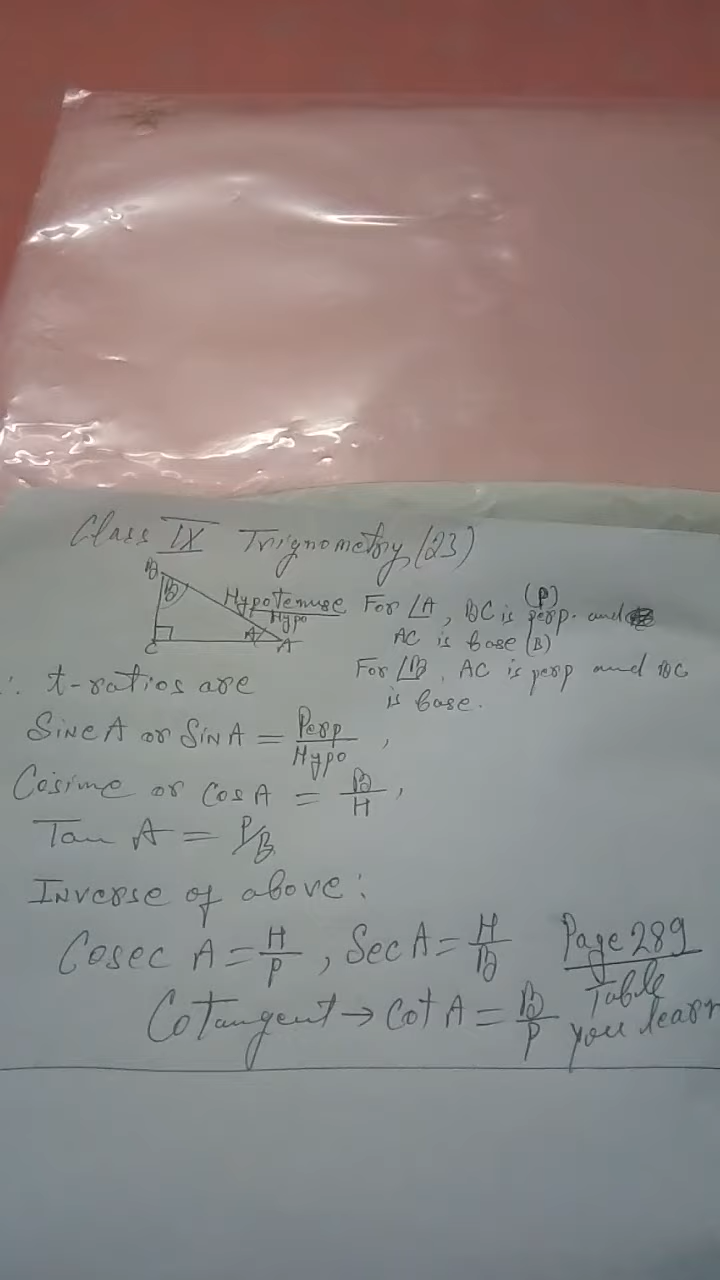 Class IX Trignometry (23)
B
B
Hypotenuse
Hypo
A
A
C
For ∠A, BC is perp. and
(P)
AC is base (B)
For ∠B, AC is perp and BC
is base.
∴ t-ratios are
Sine A or Sin A = Perp/Hypo ,
Cosine or Cos A = B/H ,
Tan A = P/B
Inverse of above:
Cosec A = H/P , Sec A = H/B
Page 289
Table
you learn
Cotangent → Cot A = B/P